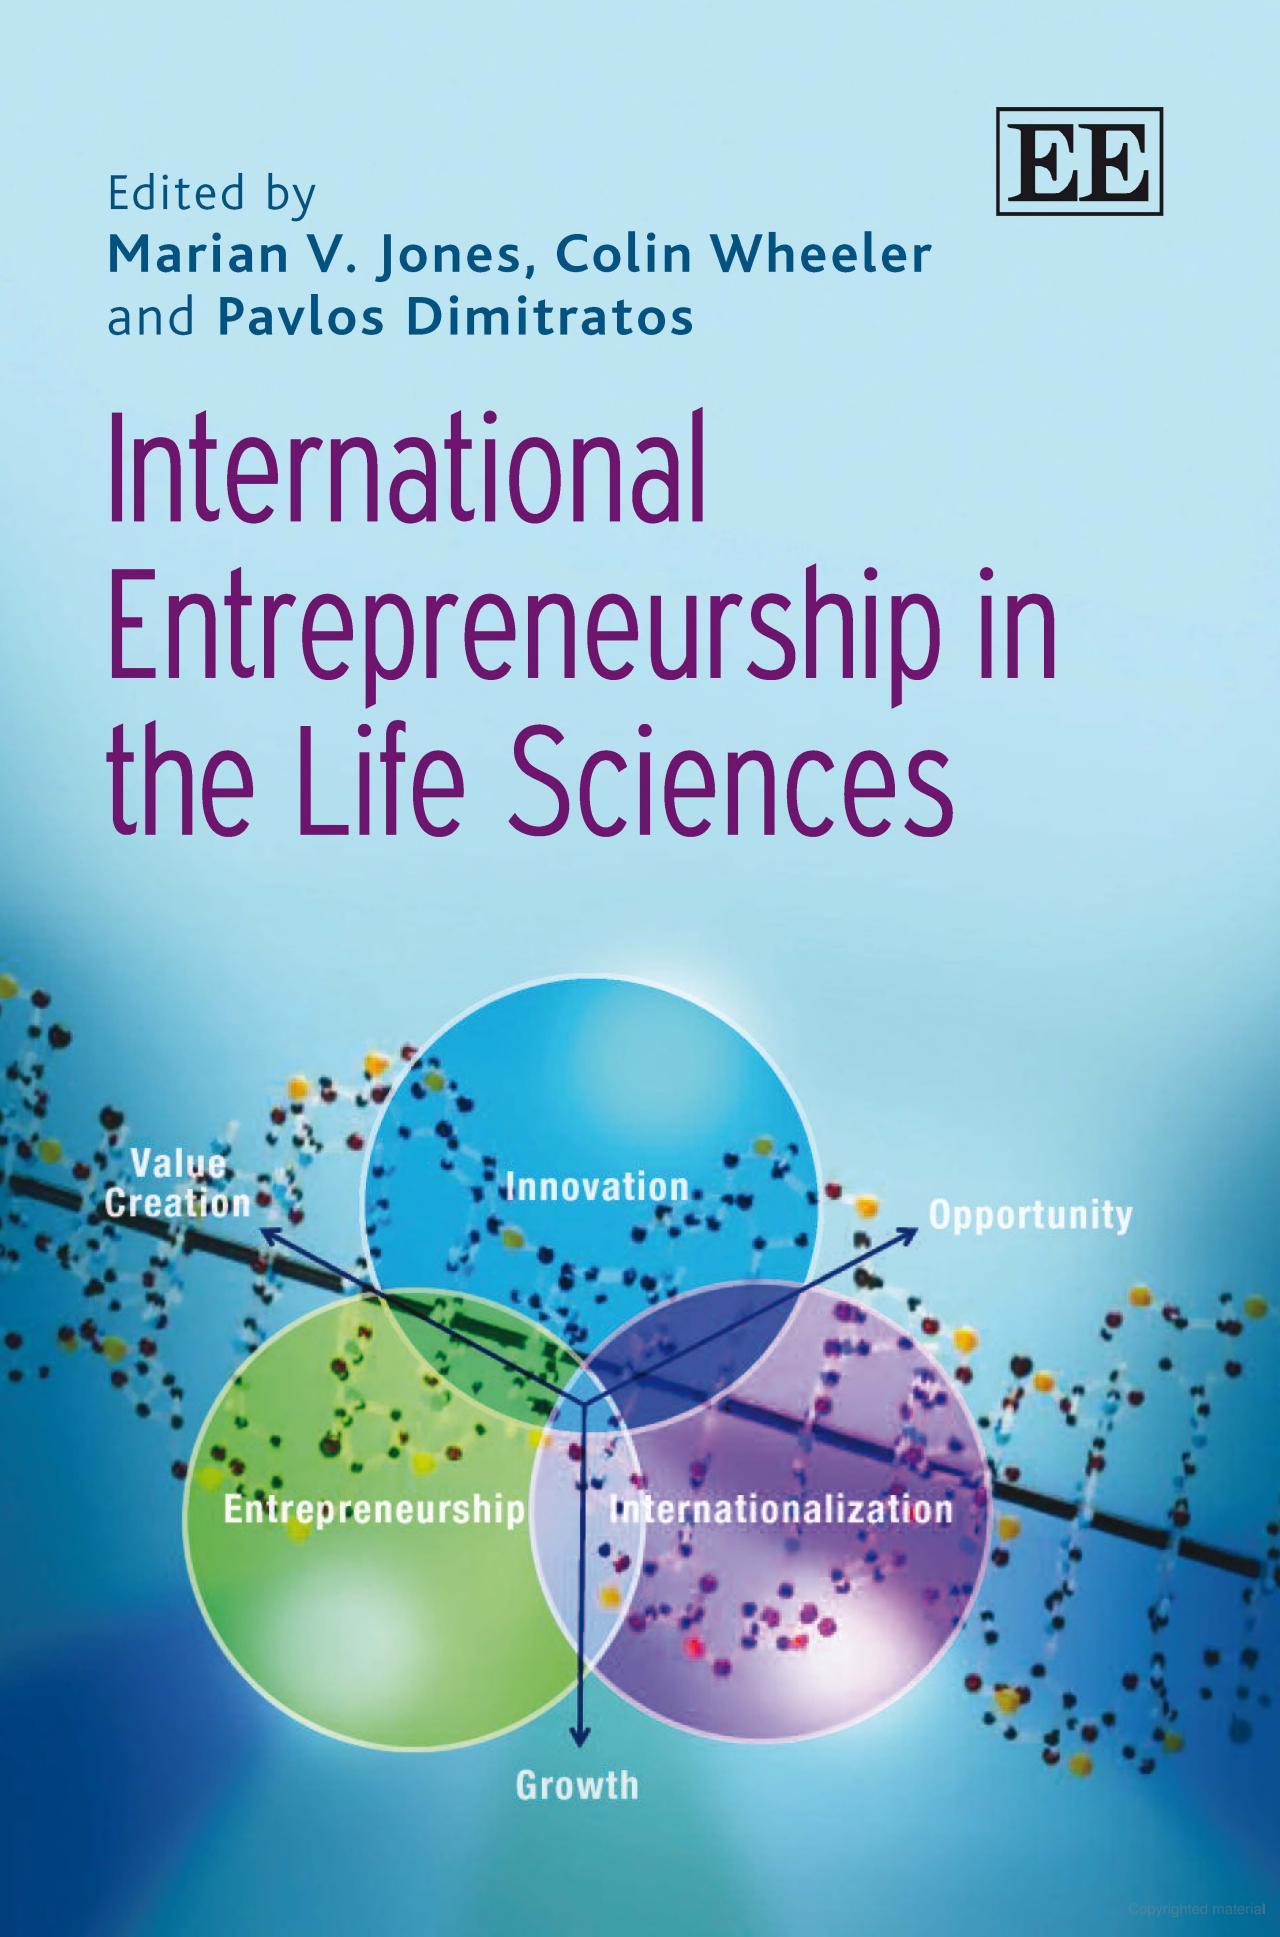 EE
Edited by
Marian V. Jones, Colin Wheeler
and Pavlos Dimitratos
International
Entrepreneurship in
the Life Sciences
Value
Creation
Innovation
Opportunity
Entrepreneurship
Internationalization
Growth
Copyrighted material